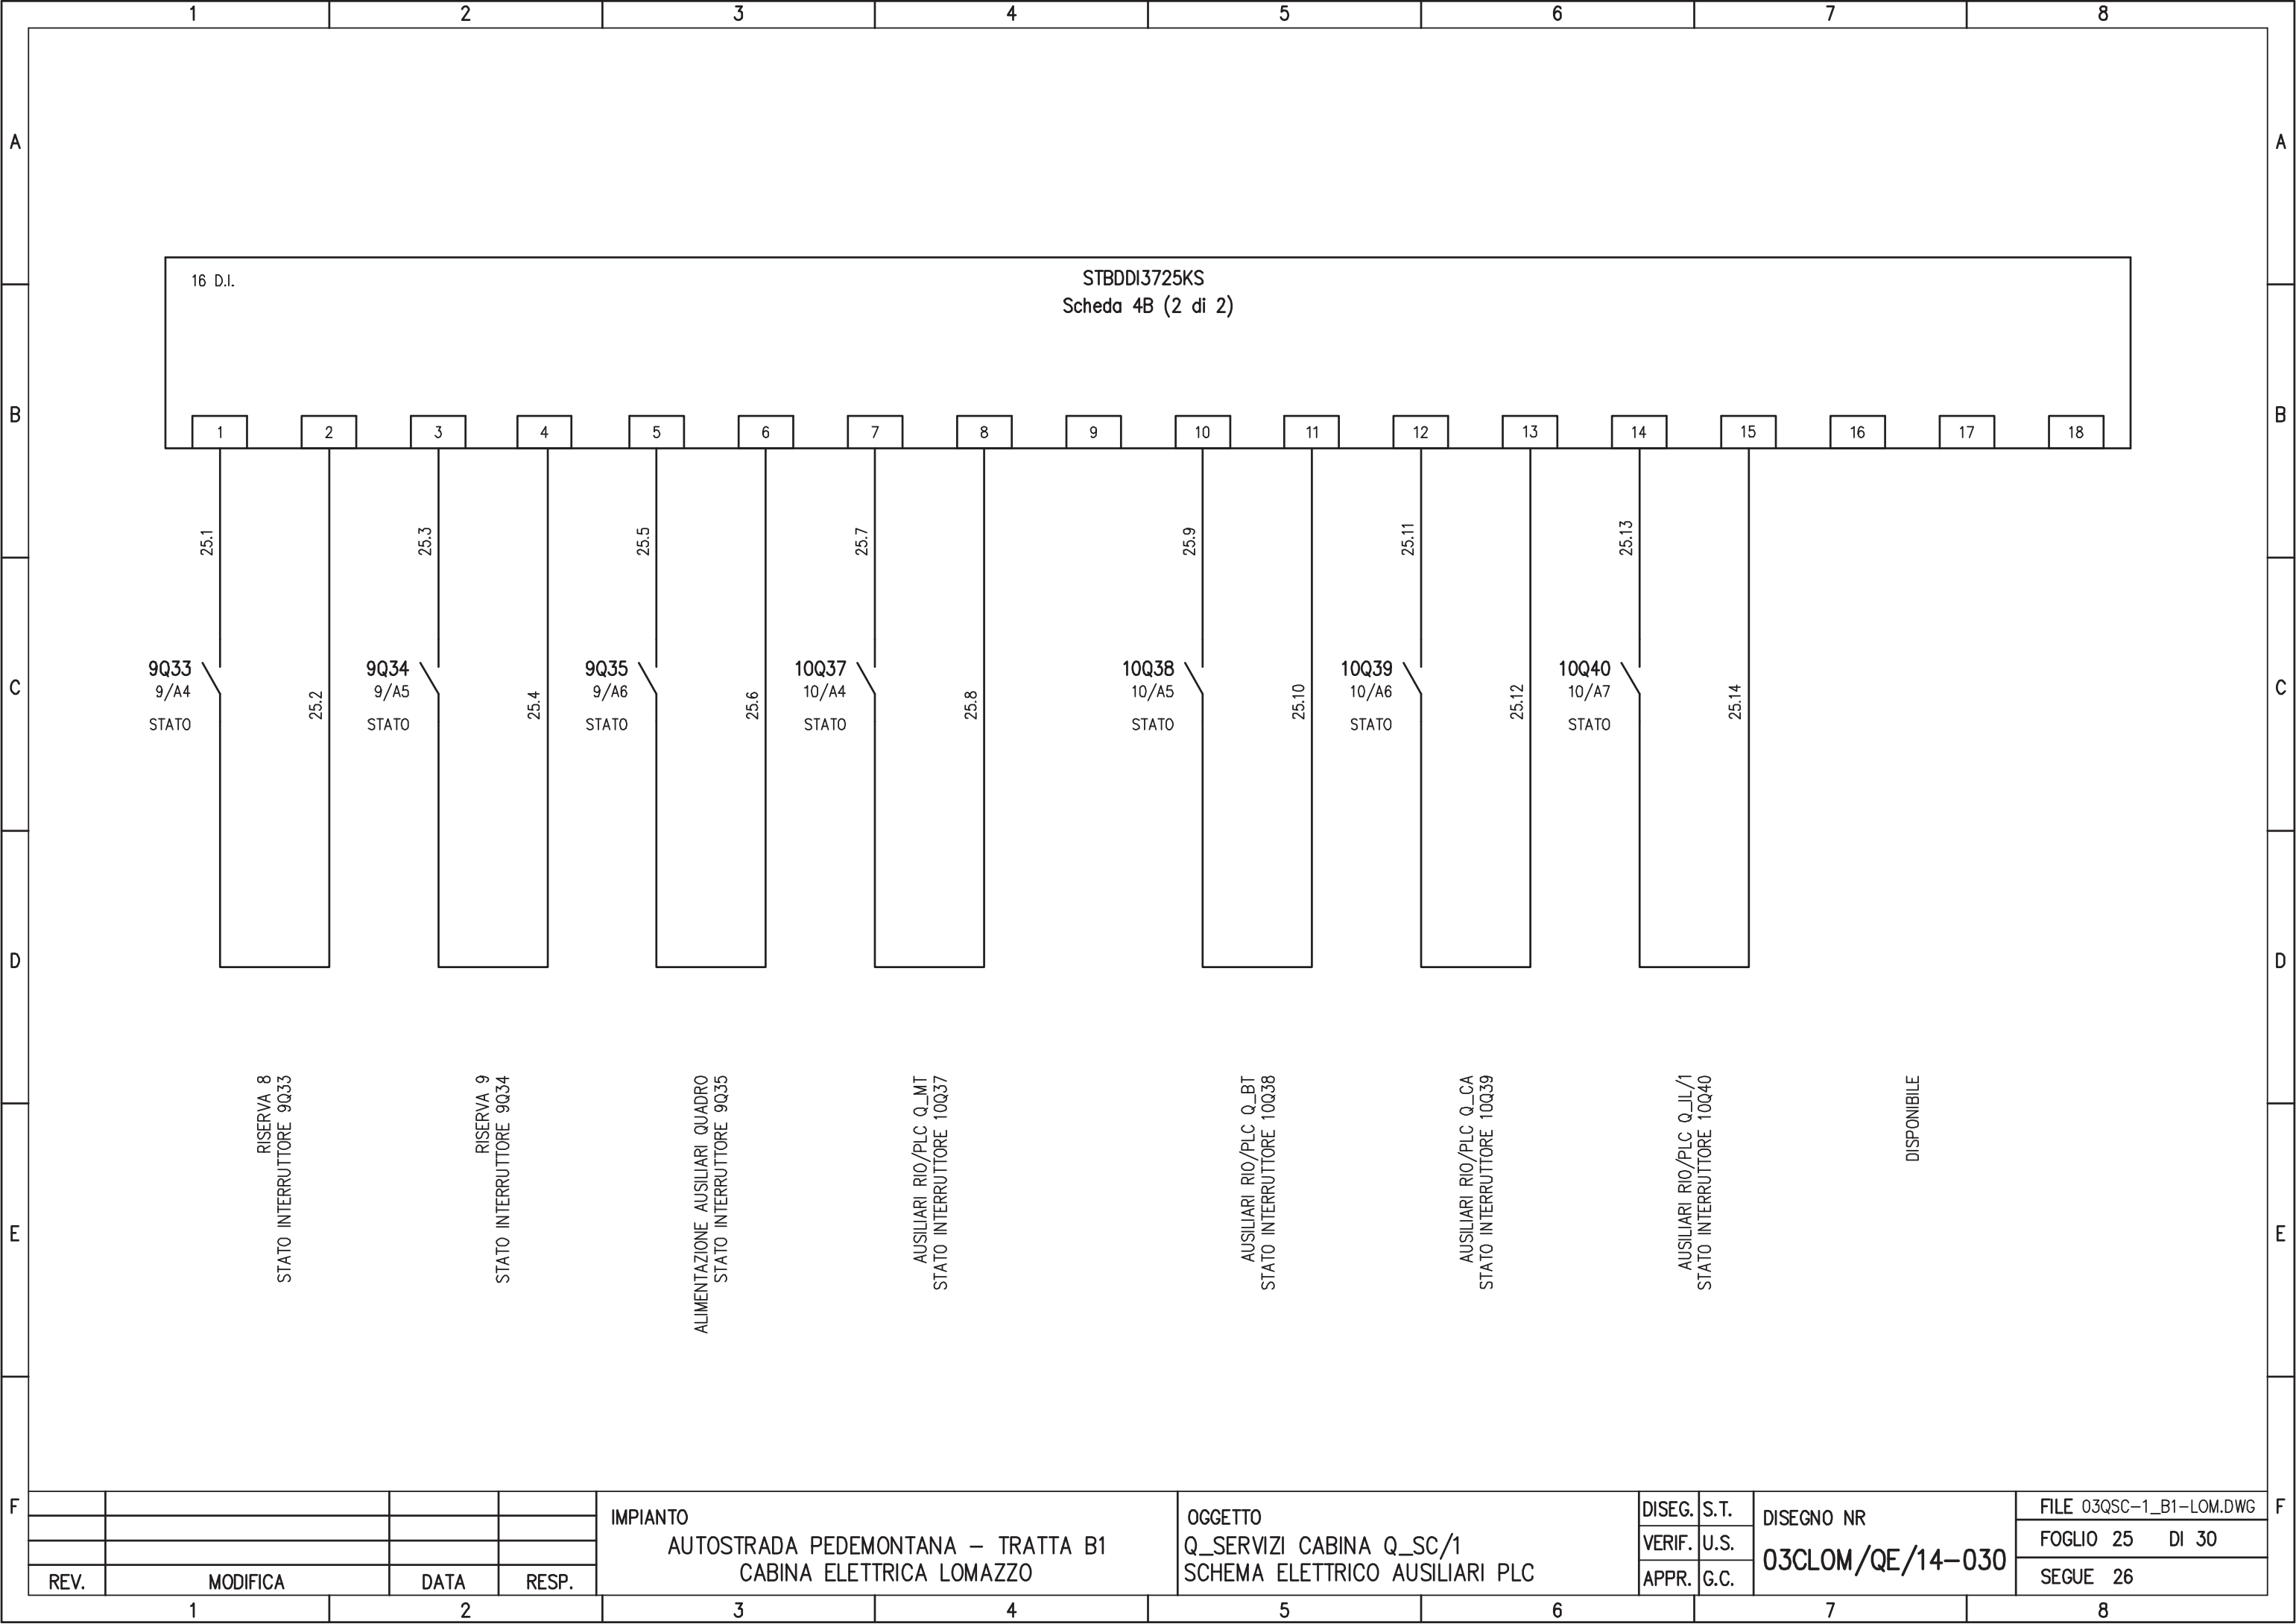 1 2 3 4 5 6 7 8
A A
16 D.I.
STBDDI3725KS
Scheda 4B (2 di 2)
B B
1 2 3 4 5 6 7 8 9 10 11 12 13 14 15 16 17 18
25.1 25.3 25.5 25.7 25.9 25.11 25.13
9Q33 9Q34 9Q35 10Q37 10Q38 10Q39 10Q40
C 9/A4 9/A5 9/A6 10/A4 10/A5 10/A6 10/A7 C
25.2 25.4 25.6 25.8 25.10 25.12 25.14
STATO STATO STATO STATO STATO STATO STATO
D D
RISERVA 8
STATO INTERRUTTORE 9Q33
RISERVA 9
STATO INTERRUTTORE 9Q34
ALIMENTAZIONE AUSILIARI QUADRO
STATO INTERRUTTORE 9Q35
AUSILIARI RIO/PLC Q_MT
STATO INTERRUTTORE 10Q37
AUSILIARI RIO/PLC Q_BT
STATO INTERRUTTORE 10Q38
AUSILIARI RIO/PLC Q_CA
STATO INTERRUTTORE 10Q39
AUSILIARI RIO/PLC Q_IL/1
STATO INTERRUTTORE 10Q40
DISPONIBILE
E E
F F
REV. MODIFICA DATA RESP.
IMPIANTO
AUTOSTRADA PEDEMONTANA – TRATTA B1
CABINA ELETTRICA LOMAZZO
OGGETTO
Q_SERVIZI CABINA Q_SC/1
SCHEMA ELETTRICO AUSILIARI PLC
DISEG. S.T.
VERIF. U.S.
APPR. G.C.
DISEGNO NR
03CLOM/QE/14-030
FILE 03QSC-1_B1-LOM.DWG
FOGLIO 25 DI 30
SEGUE 26
1 2 3 4 5 6 7 8